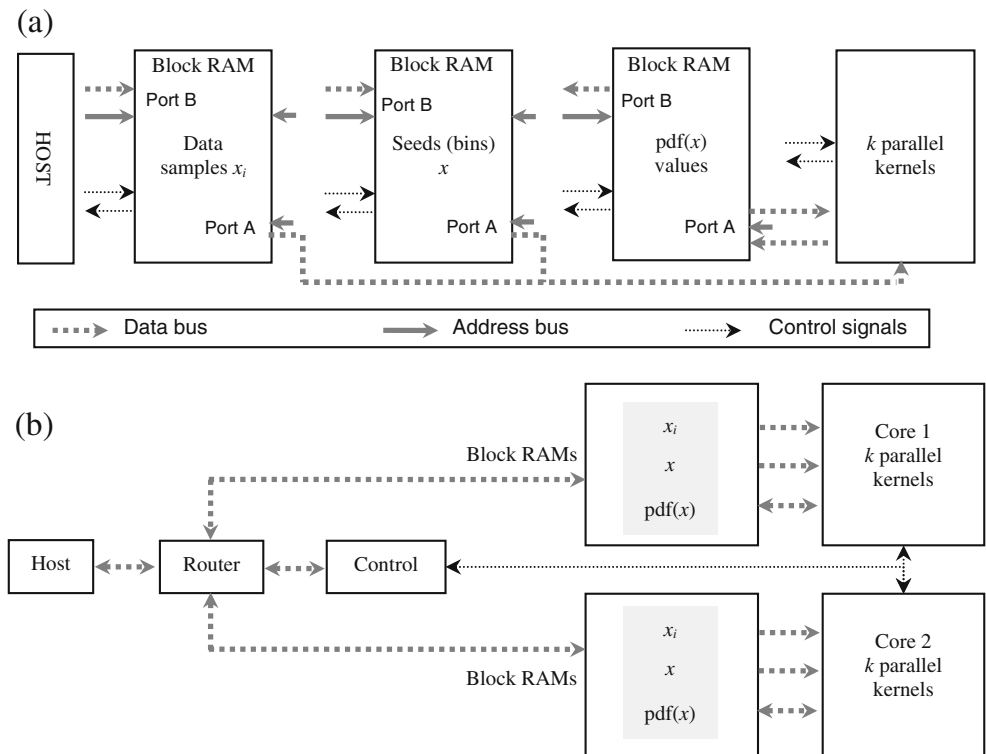 (a)
HOST
Block RAM
Port B
Data
samples xᵢ
Port A
Block RAM
Port B
Seeds (bins)
x
Port A
Block RAM
Port B
pdf(x)
values
Port A
k parallel
kernels
Data bus
Address bus
Control signals
(b)
Host
Router
Control
Block RAMs
xᵢ
x
pdf(x)
Core 1
k parallel
kernels
Block RAMs
xᵢ
x
pdf(x)
Core 2
k parallel
kernels